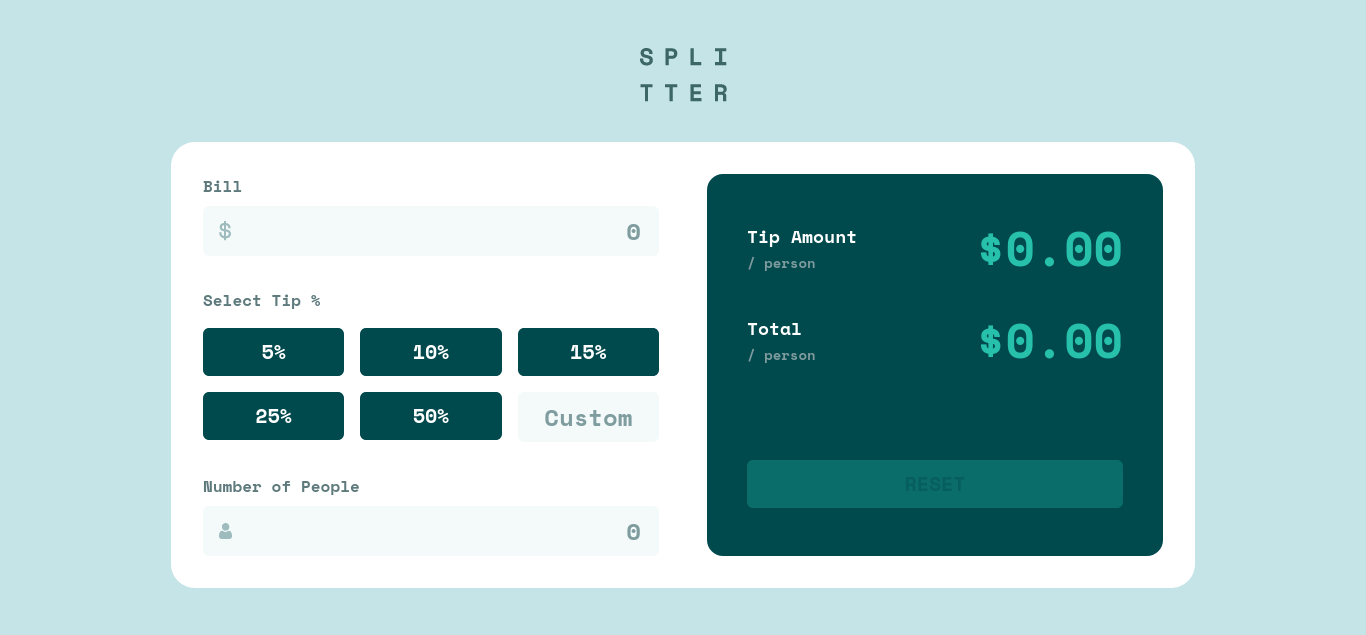 SPLI
TTER
Bill
$ 0
Select Tip %
5% 10% 15%
25% 50% Custom
Number of People
0
Tip Amount $0.00
/ person
Total $0.00
/ person
RESET